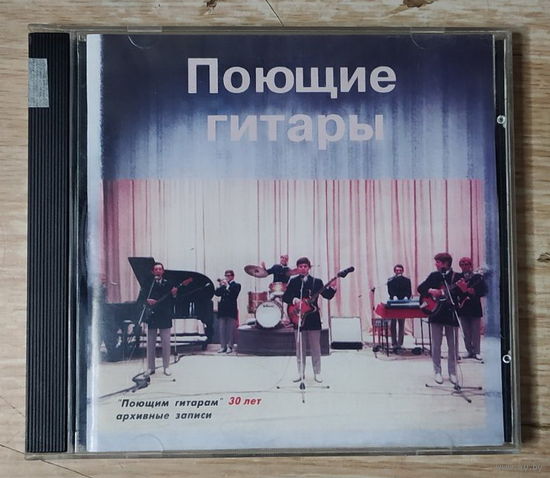 Поющие
гитары
"Поющим гитарам" 30 лет
архивные записи